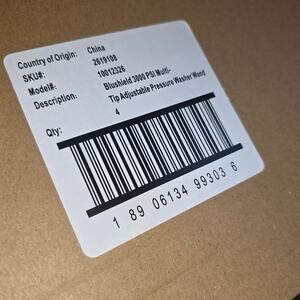 Country of Origin: China
SKU#: 2619108
Model#: 10012326
Description: Blushield 3000 PSI Multi-
Tip Adjustable Pressure Washer Wand
Qty: 4
1 89 06134 99303 6